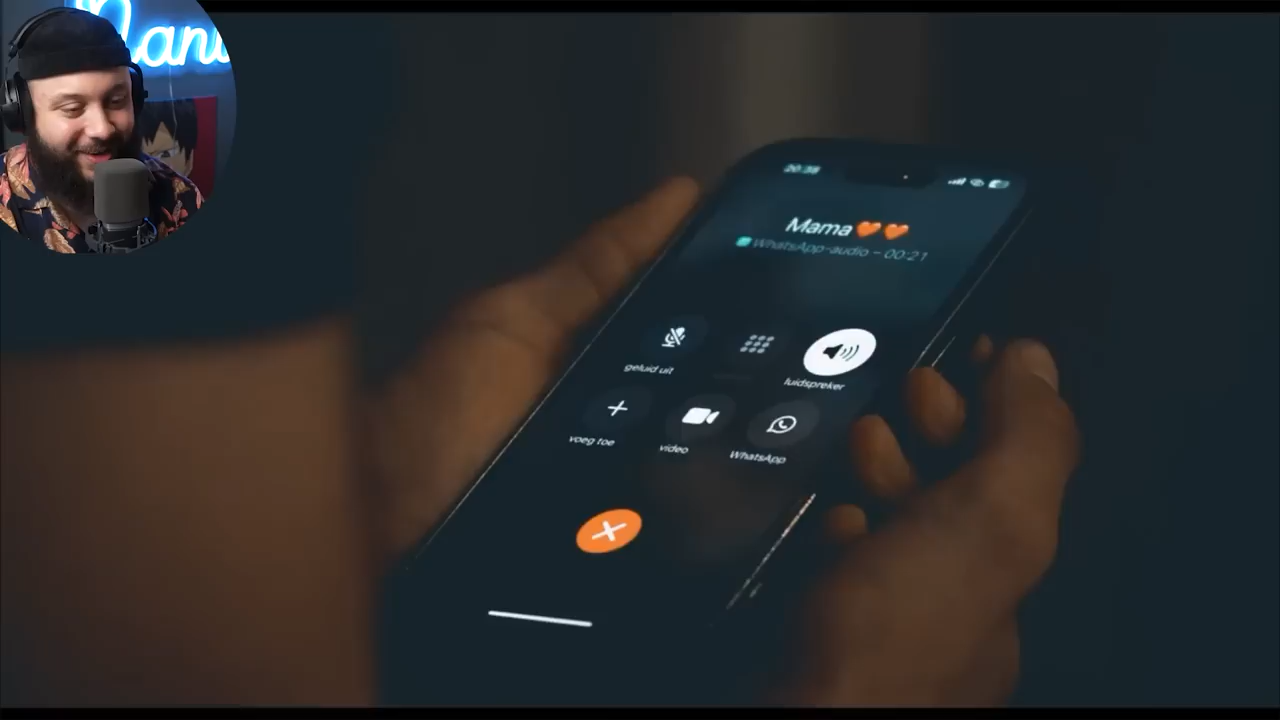 20:38
Mama🧡🧡
WhatsApp-audio - 00:21
geluid uit
luidspreker
voeg toe
video
WhatsApp